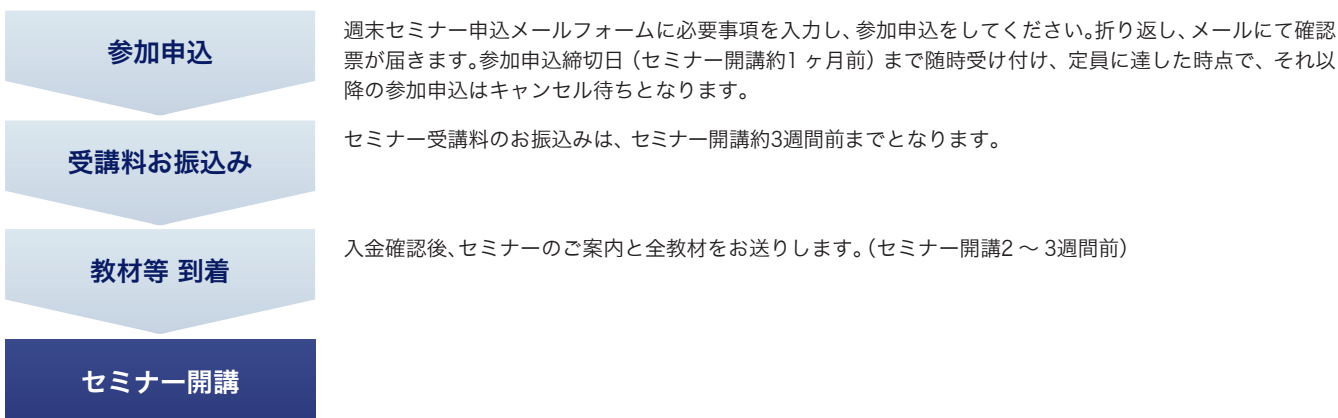 参加申込
週末セミナー申込メールフォームに必要事項を入力し、参加申込をしてください。折り返し、メールにて確認
票が届きます。参加申込締切日（セミナー開講約1ヶ月前）まで随時受け付け、定員に達した時点で、それ以
降の参加申込はキャンセル待ちとなります。
受講料お振込み
セミナー受講料のお振込みは、セミナー開講約3週間前までとなります。
教材等 到着
入金確認後、セミナーのご案内と全教材をお送りします。（セミナー開講2 〜 3週間前）
セミナー開講